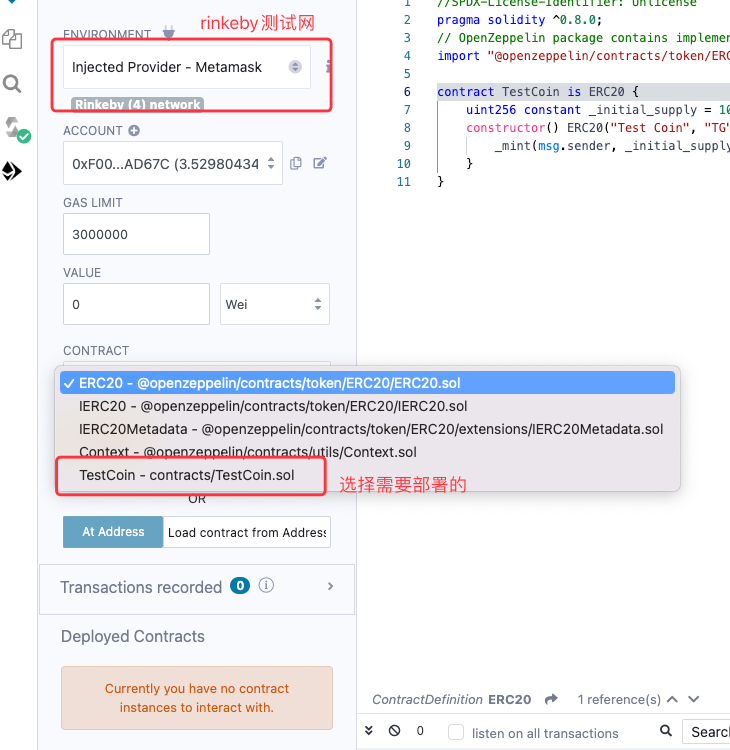 rinkeby测试网
ENVIRONMENT
Injected Provider - Metamask
Rinkeby (4) network
ACCOUNT
0xF00...AD67C (3.52980434
GAS LIMIT
3000000
VALUE
0
Wei
CONTRACT
ERC20 - @openzeppelin/contracts/token/ERC20/ERC20.sol
IERC20 - @openzeppelin/contracts/token/ERC20/IERC20.sol
IERC20Metadata - @openzeppelin/contracts/token/ERC20/extensions/IERC20Metadata.sol
Context - @openzeppelin/contracts/utils/Context.sol
TestCoin - contracts/TestCoin.sol
选择需要部署的
OR
At Address
Load contract from Address
Transactions recorded 0
Deployed Contracts
Currently you have no contract
instances to interact with.
1 //SPDX-License-Identifier: Unlicense
2 pragma solidity ^0.8.0;
3 // OpenZeppelin package contains implemen
4 import "@openzeppelin/contracts/token/ERC
5
6 contract TestCoin is ERC20 {
7 uint256 constant _initial_supply = 10
8 constructor() ERC20("Test Coin", "TG"
9 _mint(msg.sender, _initial_supply
10 }
11 }
ContractDefinition ERC20 1 reference(s)
0 listen on all transactions Searc